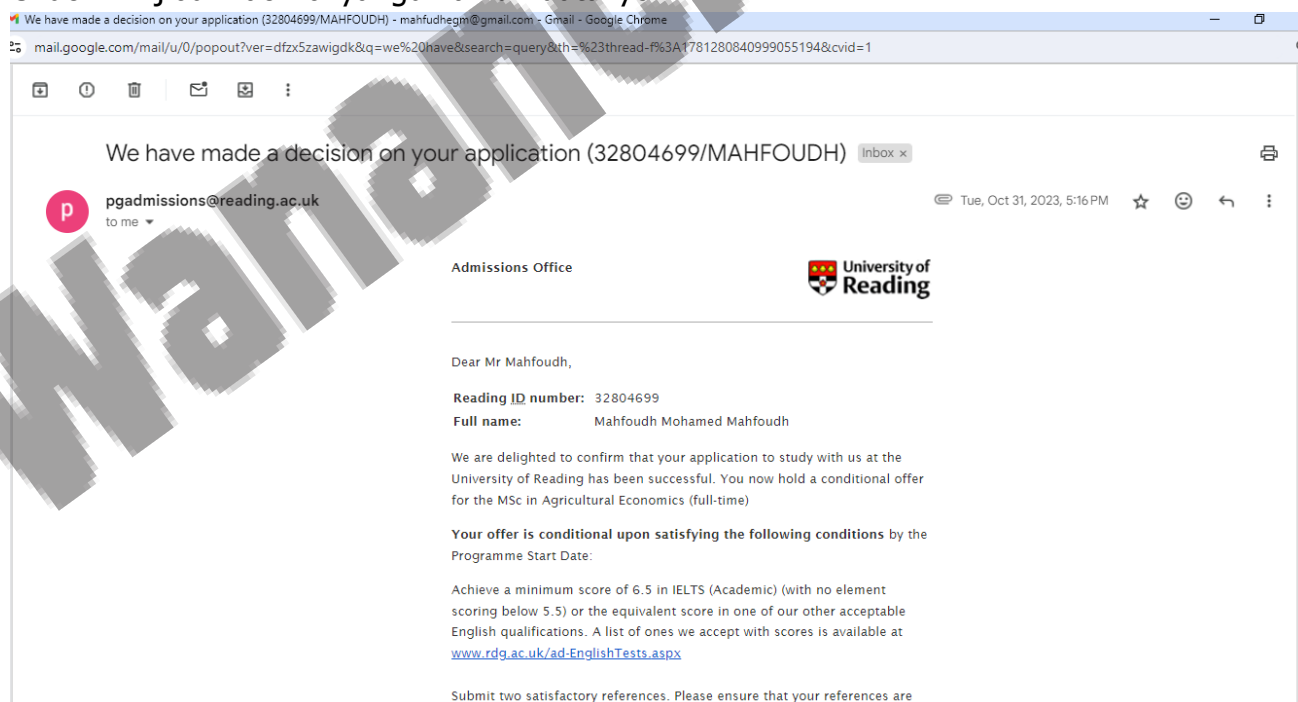 We have made a decision on your application (32804699/MAHFOUDH) - mahfudhegm@gmail.com - Gmail - Google Chrome
mail.google.com/mail/u/0/popout?ver=dfzx5zawigdk&q=we%20have&search=query&th=%23thread-f%3A1781280840999055194&cvid=1
We have made a decision on your application (32804699/MAHFOUDH) Inbox x
p
pgadmissions@reading.ac.uk
Tue, Oct 31, 2023, 5:16 PM
to me
Admissions Office
University of
Reading
Dear Mr Mahfoudh,
Reading ID number: 32804699
Full name: Mahfoudh Mohamed Mahfoudh
We are delighted to confirm that your application to study with us at the
University of Reading has been successful. You now hold a conditional offer
for the MSc in Agricultural Economics (full-time)
Your offer is conditional upon satisfying the following conditions by the
Programme Start Date:
Achieve a minimum score of 6.5 in IELTS (Academic) (with no element
scoring below 5.5) or the equivalent score in one of our other acceptable
English qualifications. A list of ones we accept with scores is available at
www.rdg.ac.uk/ad-EnglishTests.aspx
Submit two satisfactory references. Please ensure that your references are